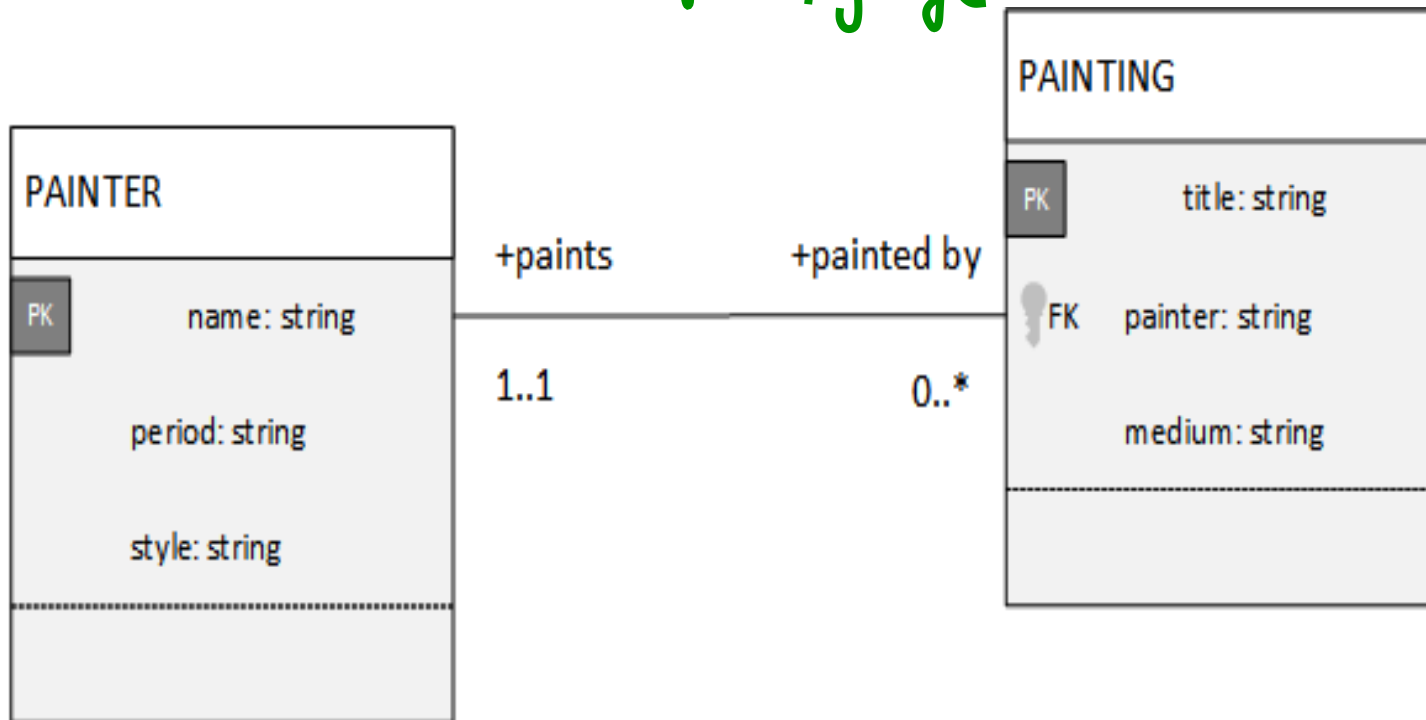 PAINTER
PK name: string
period: string
style: string
+paints +painted by
1..1 0..*
PAINTING
PK title: string
FK painter: string
medium: string